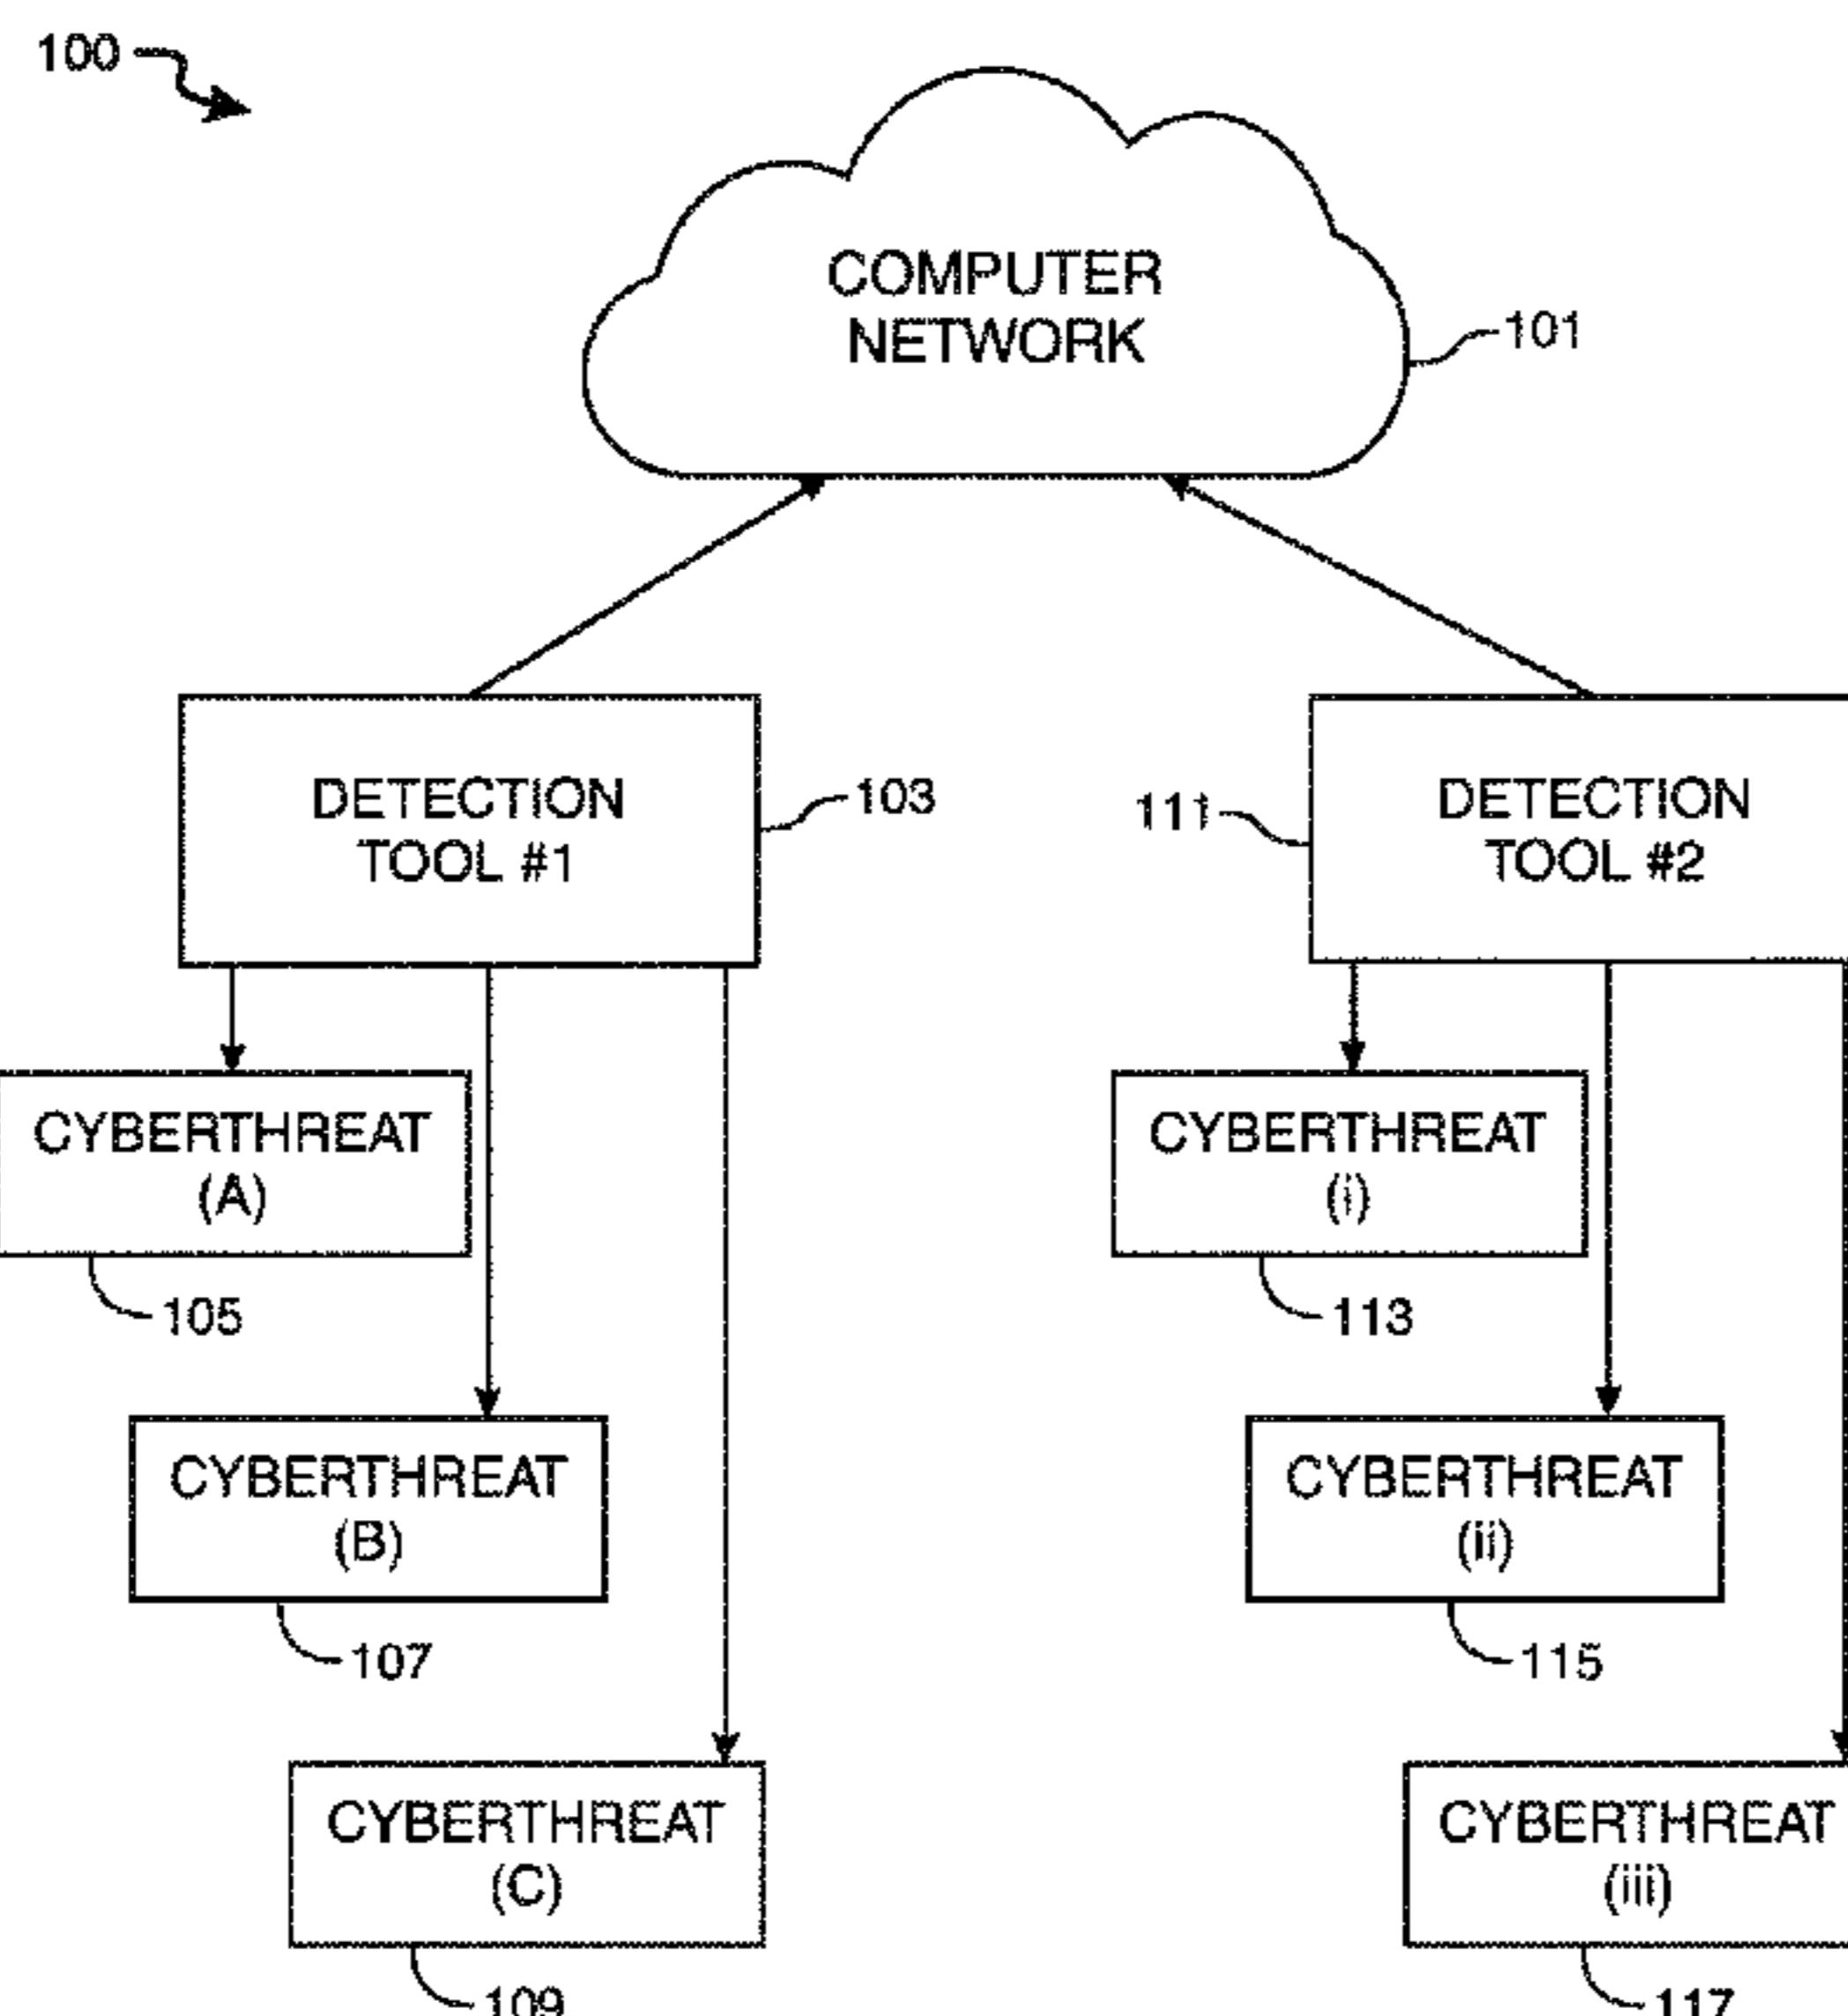 100
COMPUTER
NETWORK
101
DETECTION
TOOL #1
103
111
DETECTION
TOOL #2
CYBERTHREAT
(A)
105
CYBERTHREAT
(i)
113
CYBERTHREAT
(B)
107
CYBERTHREAT
(ii)
115
CYBERTHREAT
(C)
109
CYBERTHREAT
(iii)
117